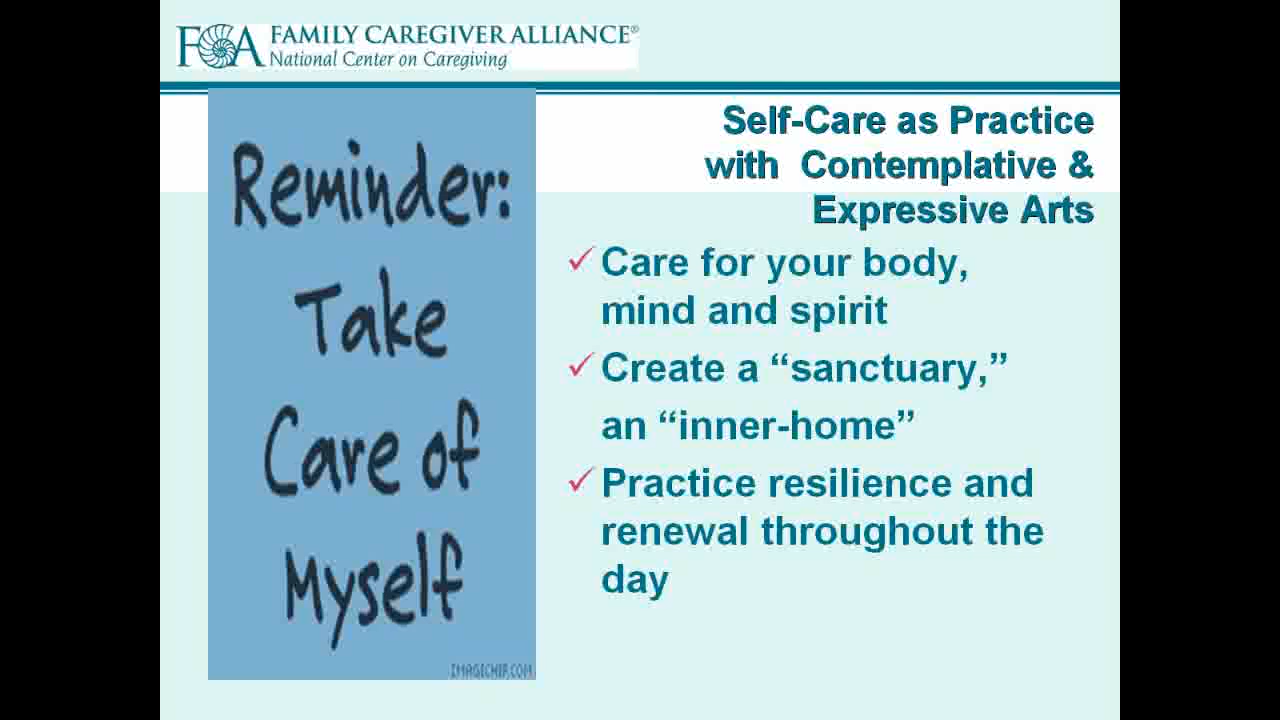 FCA FAMILY CAREGIVER ALLIANCE®
National Center on Caregiving
Reminder:
Take
Care of
Myself
IMAGICHIP.COM
Self-Care as Practice
with Contemplative &
Expressive Arts
✓ Care for your body,
mind and spirit
✓ Create a “sanctuary,”
an “inner-home”
✓ Practice resilience and
renewal throughout the
day